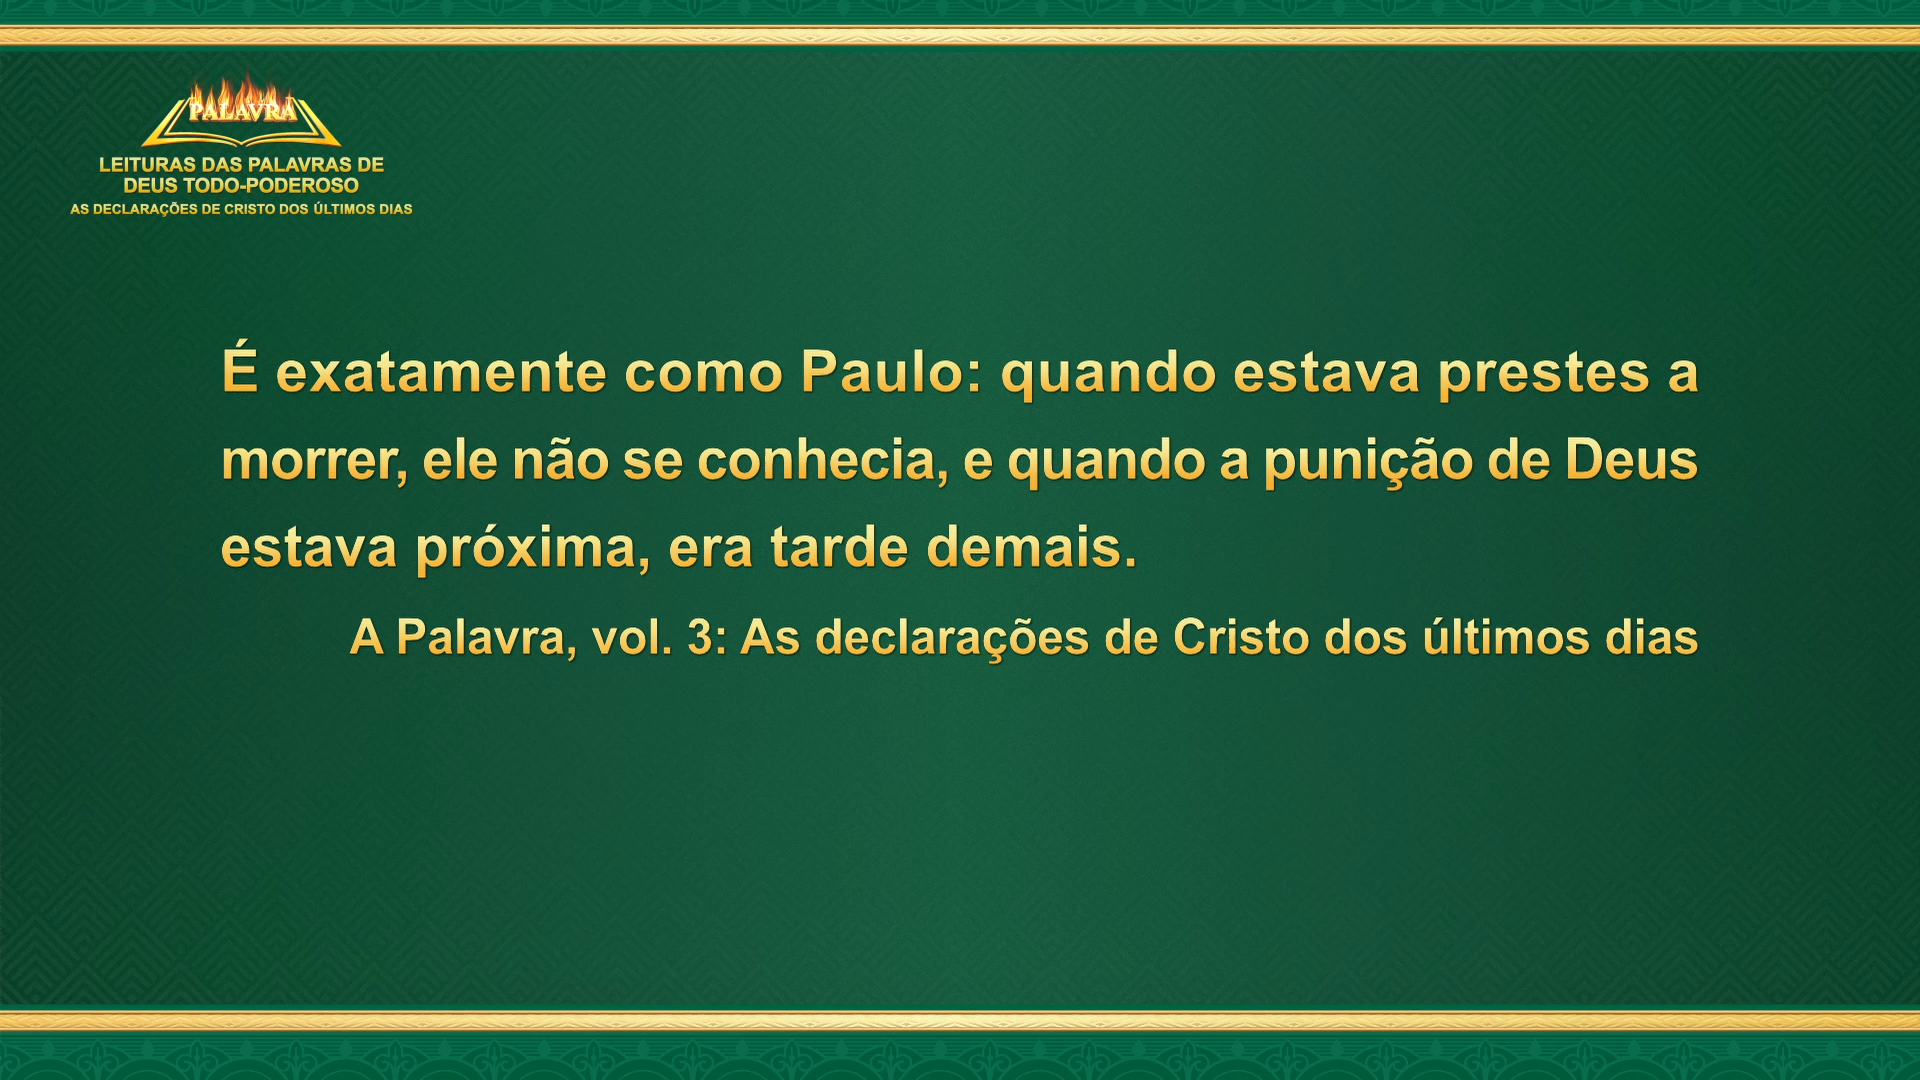 PALAVRA
LEITURAS DAS PALAVRAS DE
DEUS TODO-PODEROSO
AS DECLARAÇÕES DE CRISTO DOS ÚLTIMOS DIAS
É exatamente como Paulo: quando estava prestes a
morrer, ele não se conhecia, e quando a punição de Deus
estava próxima, era tarde demais.
A Palavra, vol. 3: As declarações de Cristo dos últimos dias